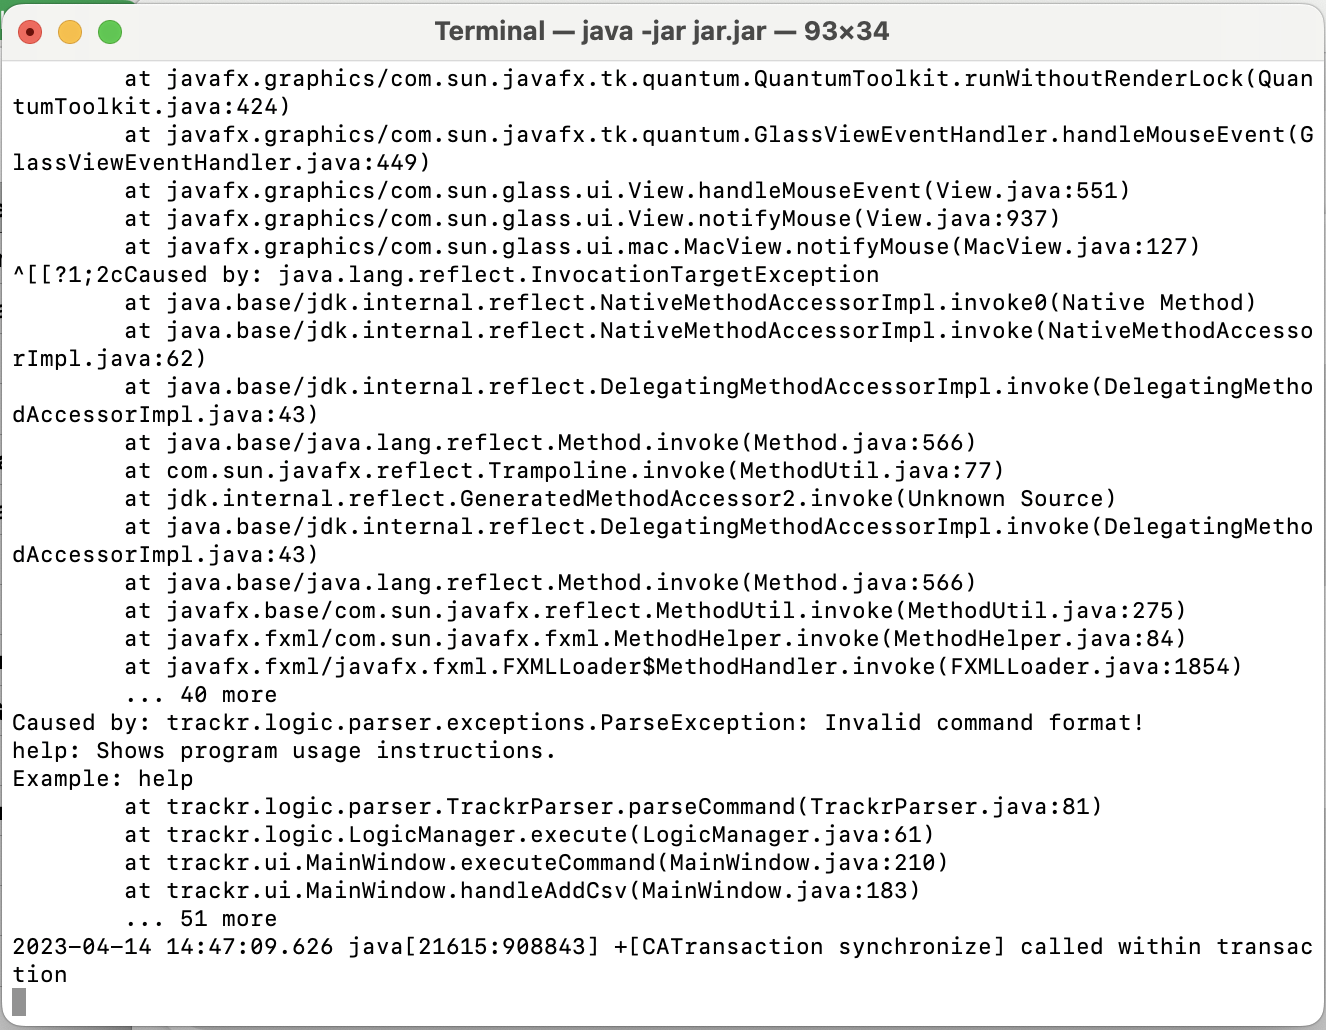 Terminal — java -jar jar.jar — 93×34
at javafx.graphics/com.sun.javafx.tk.quantum.QuantumToolkit.runWithoutRenderLock(Quan
tumToolkit.java:424)
at javafx.graphics/com.sun.javafx.tk.quantum.GlassViewEventHandler.handleMouseEvent(G
lassViewEventHandler.java:449)
at javafx.graphics/com.sun.glass.ui.View.handleMouseEvent(View.java:551)
at javafx.graphics/com.sun.glass.ui.View.notifyMouse(View.java:937)
at javafx.graphics/com.sun.glass.ui.mac.MacView.notifyMouse(MacView.java:127)
^[[?1;2cCaused by: java.lang.reflect.InvocationTargetException
at java.base/jdk.internal.reflect.NativeMethodAccessorImpl.invoke0(Native Method)
at java.base/jdk.internal.reflect.NativeMethodAccessorImpl.invoke(NativeMethodAccesso
rImpl.java:62)
at java.base/jdk.internal.reflect.DelegatingMethodAccessorImpl.invoke(DelegatingMetho
dAccessorImpl.java:43)
at java.base/java.lang.reflect.Method.invoke(Method.java:566)
at com.sun.javafx.reflect.Trampoline.invoke(MethodUtil.java:77)
at jdk.internal.reflect.GeneratedMethodAccessor2.invoke(Unknown Source)
at java.base/jdk.internal.reflect.DelegatingMethodAccessorImpl.invoke(DelegatingMetho
dAccessorImpl.java:43)
at java.base/java.lang.reflect.Method.invoke(Method.java:566)
at javafx.base/com.sun.javafx.reflect.MethodUtil.invoke(MethodUtil.java:275)
at javafx.fxml/com.sun.javafx.fxml.MethodHelper.invoke(MethodHelper.java:84)
at javafx.fxml/javafx.fxml.FXMLLoader$MethodHandler.invoke(FXMLLoader.java:1854)
... 40 more
Caused by: trackr.logic.parser.exceptions.ParseException: Invalid command format!
help: Shows program usage instructions.
Example: help
at trackr.logic.parser.TrackrParser.parseCommand(TrackrParser.java:81)
at trackr.logic.LogicManager.execute(LogicManager.java:61)
at trackr.ui.MainWindow.executeCommand(MainWindow.java:210)
at trackr.ui.MainWindow.handleAddCsv(MainWindow.java:183)
... 51 more
2023-04-14 14:47:09.626 java[21615:908843] +[CATransaction synchronize] called within transac
tion